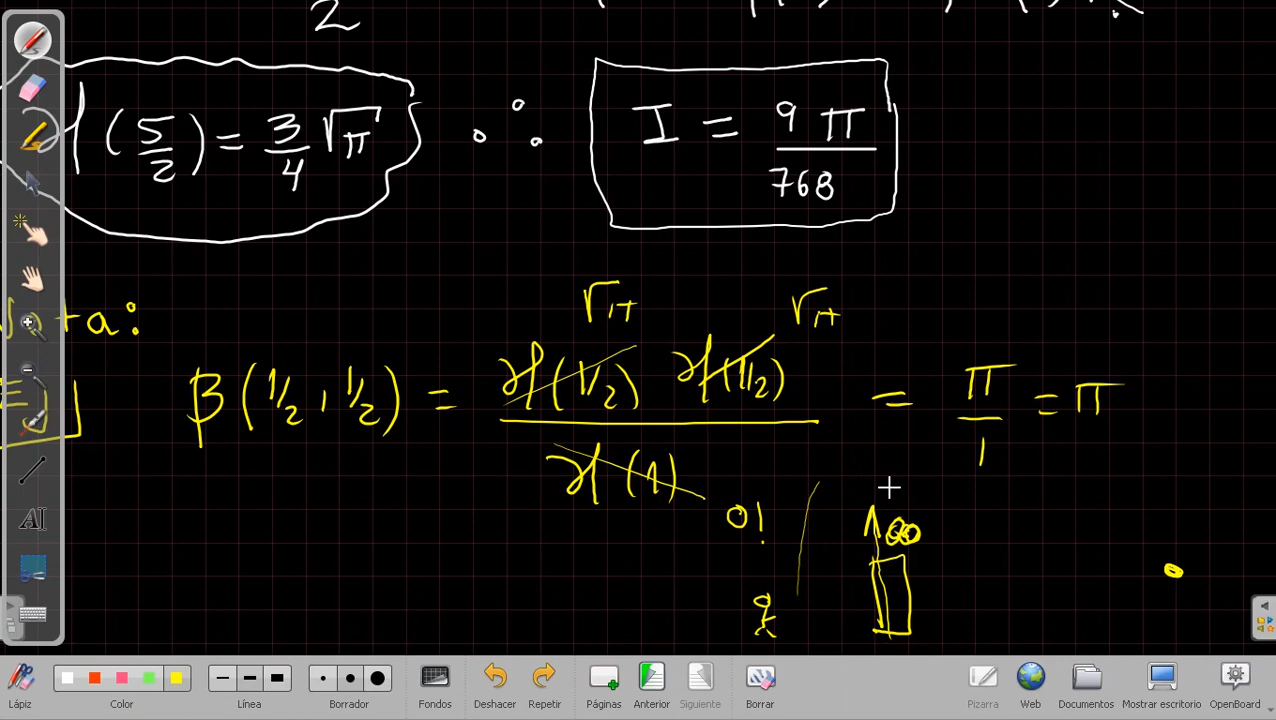 2
Γ(5/2) = 3/4 √π ∴ I = 9π/768
ta:
√π √π
β(1/2, 1/2) = Γ(1/2) Γ(1/2) / Γ(1) = π/1 = π
0!
Color
Lápiz
Línea
Borrador
Fondos
Deshacer
Repetir
Páginas
Anterior
Siguiente
Borrar
Pizarra
Web
Documentos
Mostrar escritorio
OpenBoard